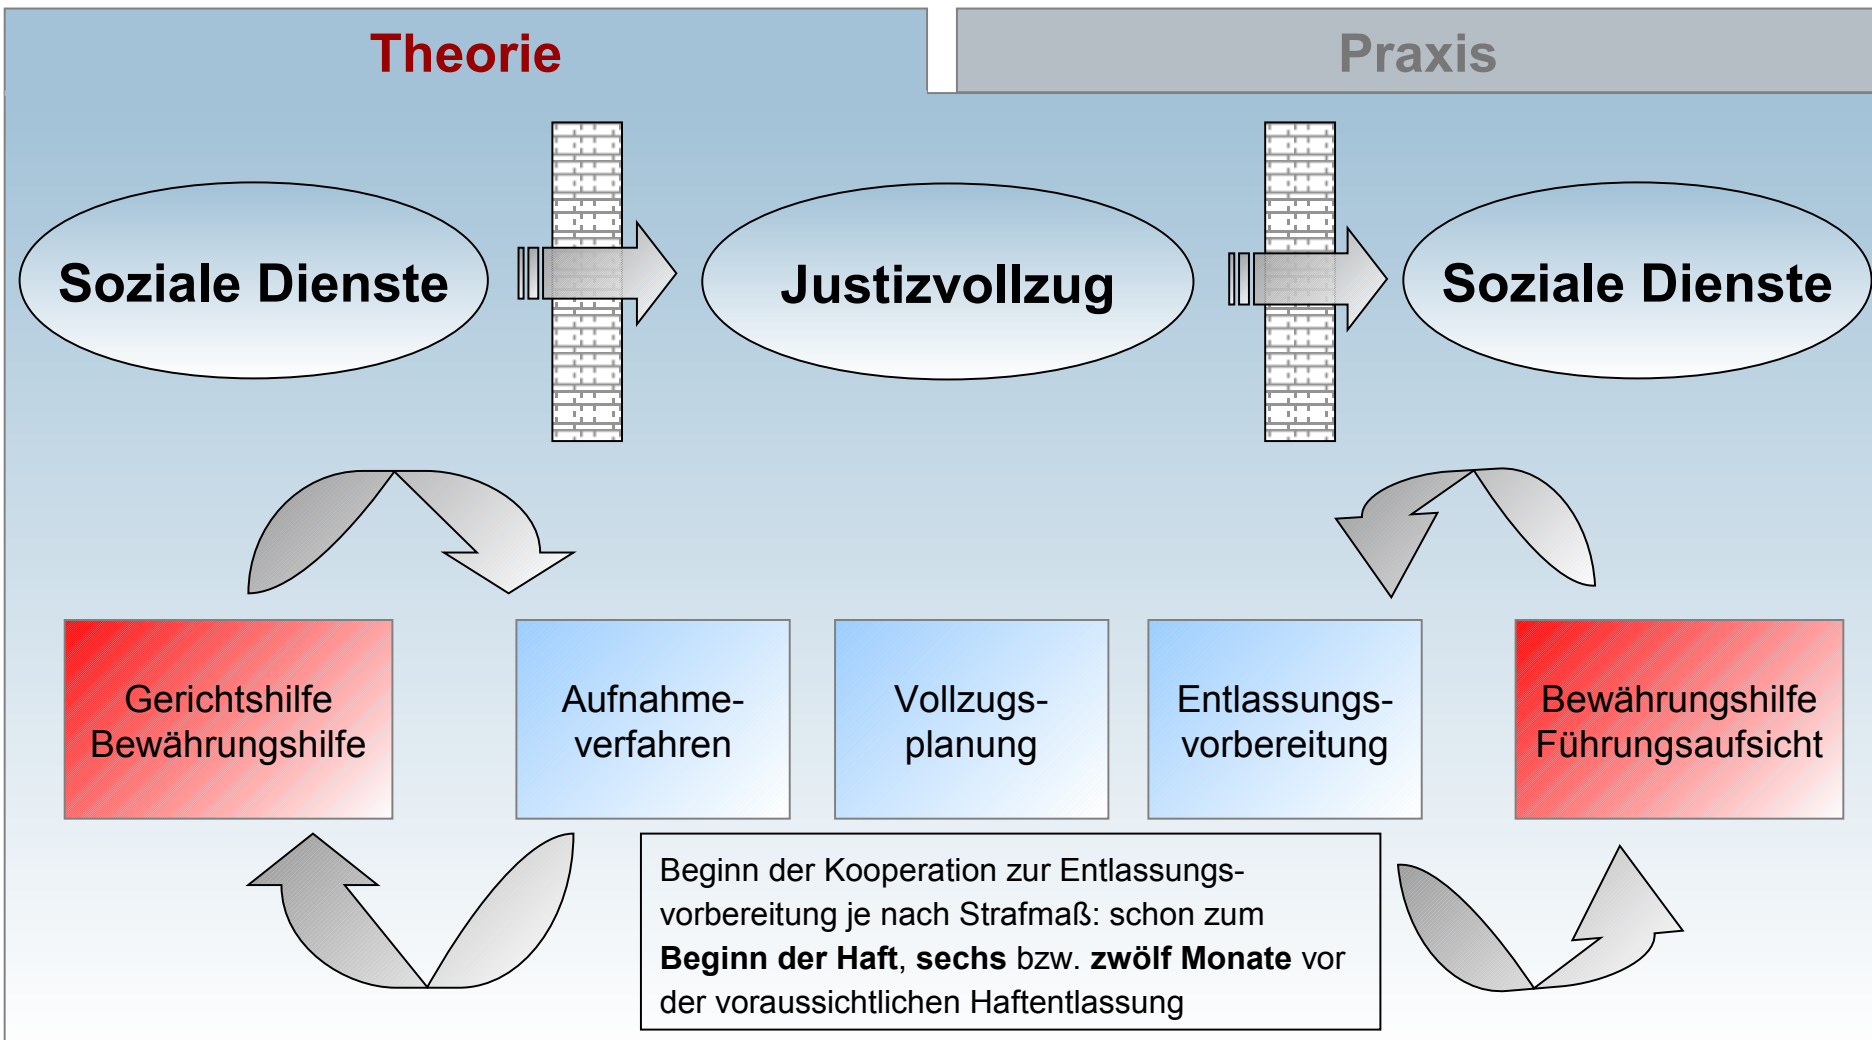 Theorie
Praxis
Soziale Dienste
Justizvollzug
Soziale Dienste
Gerichtshilfe
Bewährungshilfe
Aufnahme-
verfahren
Vollzugs-
planung
Entlassungs-
vorbereitung
Bewährungshilfe
Führungsaufsicht
Beginn der Kooperation zur Entlassungs-
vorbereitung je nach Strafmaß: schon zum
Beginn der Haft, sechs bzw. zwölf Monate vor
der voraussichtlichen Haftentlassung